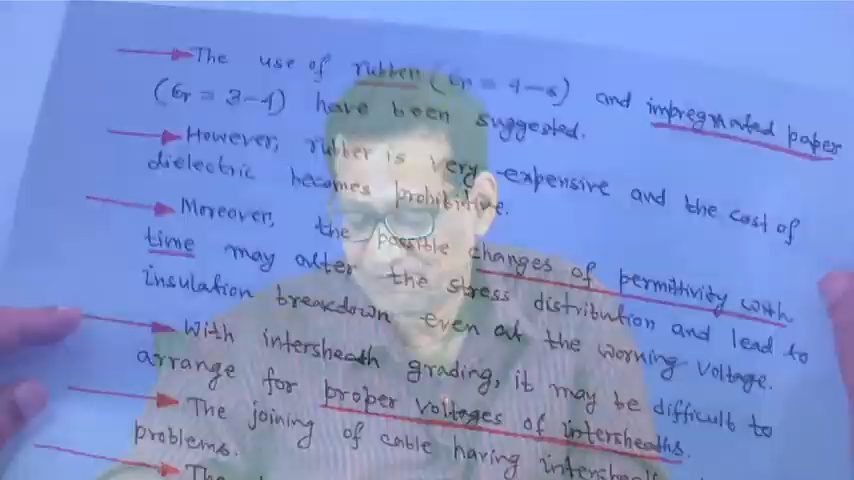 The use of rubber (εr = 4-6) and impregnated paper
(εr = 3-4) have been suggested.
However, rubber is very expensive and the cost of
dielectric becomes prohibitive.
Moreover, the possible changes of permittivity with
time may alter the stress distribution and lead to
insulation breakdown even at the working voltage.
With intersheath grading, it may be difficult to
arrange for proper voltages of intersheaths.
The joining of cable having
problems.
The